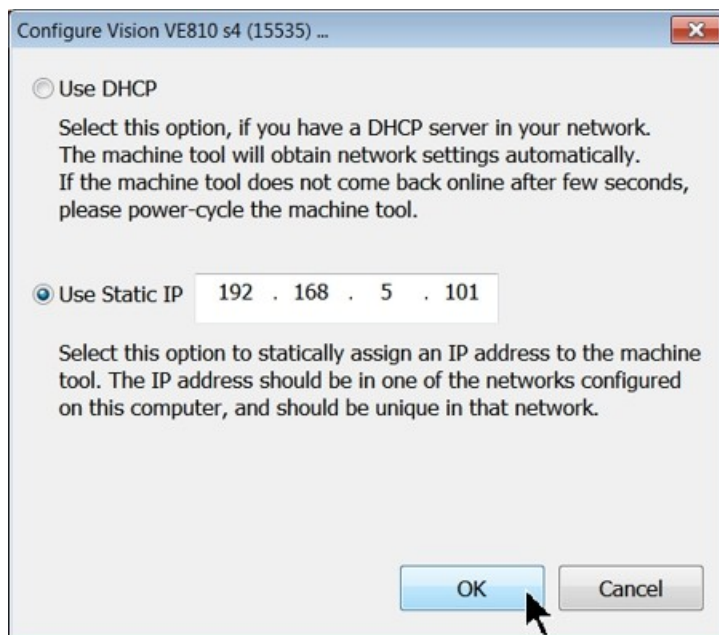 Configure Vision VE810 s4 (15535) ...
Use DHCP
Select this option, if you have a DHCP server in your network.
The machine tool will obtain network settings automatically.
If the machine tool does not come back online after few seconds,
please power-cycle the machine tool.
Use Static IP 192 . 168 . 5 . 101
Select this option to statically assign an IP address to the machine
tool. The IP address should be in one of the networks configured
on this computer, and should be unique in that network.
OK Cancel